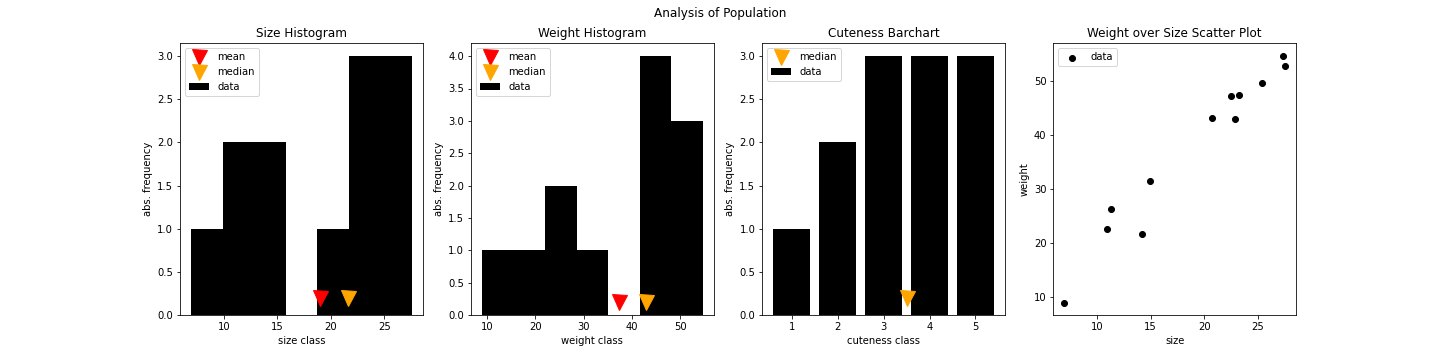 Analysis of Population
Size Histogram
mean
median
data
3.0
2.5
2.0
1.5
1.0
0.5
0.0
abs. frequency
10 15 20 25
size class
Weight Histogram
mean
median
data
4.0
3.5
3.0
2.5
2.0
1.5
1.0
0.5
0.0
abs. frequency
10 20 30 40 50
weight class
Cuteness Barchart
median
data
3.0
2.5
2.0
1.5
1.0
0.5
0.0
abs. frequency
1 2 3 4 5
cuteness class
Weight over Size Scatter Plot
data
50
40
30
20
10
weight
10 15 20 25
size